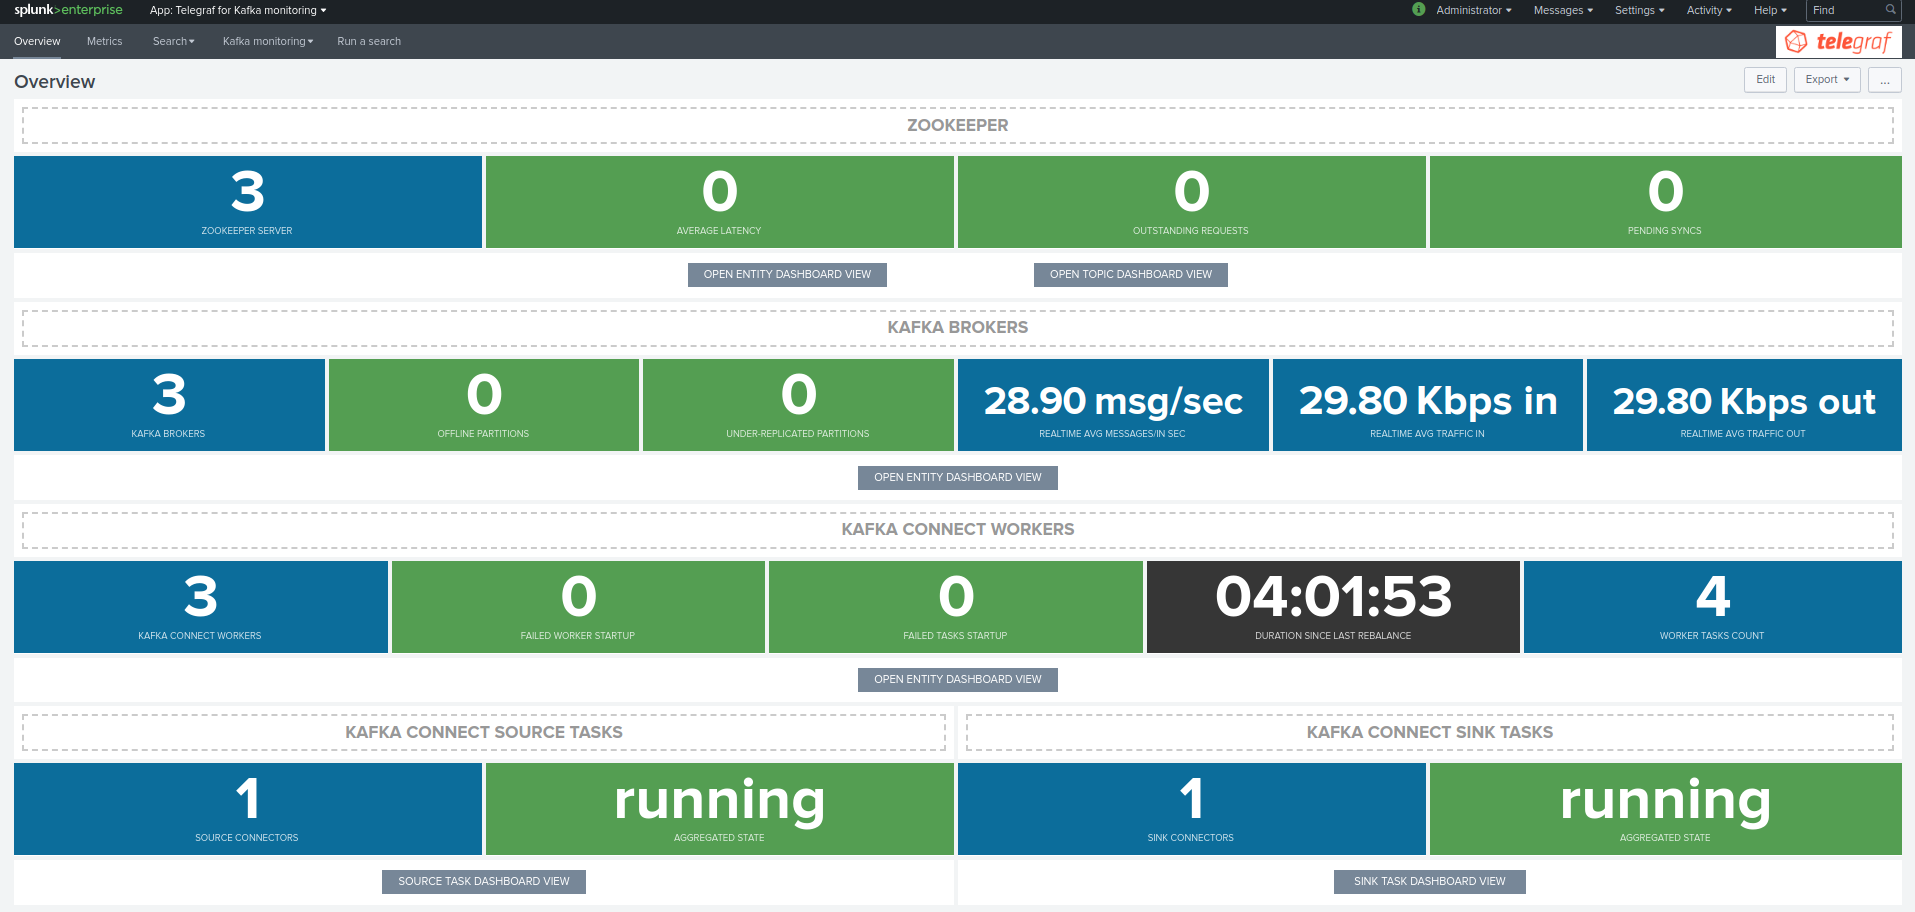 splunk>enterprise App: Telegraf for Kafka monitoring i Administrator Messages Settings Activity Help Find
Overview Metrics Search Kafka monitoring Run a search telegraf
Overview Edit Export ...
ZOOKEEPER
3 0 0 0
ZOOKEEPER SERVER AVERAGE LATENCY OUTSTANDING REQUESTS PENDING SYNCS
OPEN ENTITY DASHBOARD VIEW OPEN TOPIC DASHBOARD VIEW
KAFKA BROKERS
3 0 0 28.90 msg/sec 29.80 Kbps in 29.80 Kbps out
KAFKA BROKERS OFFLINE PARTITIONS UNDER-REPLICATED PARTITIONS REALTIME AVG MESSAGES/IN SEC REALTIME AVG TRAFFIC IN REALTIME AVG TRAFFIC OUT
OPEN ENTITY DASHBOARD VIEW
KAFKA CONNECT WORKERS
3 0 0 04:01:53 4
KAFKA CONNECT WORKERS FAILED WORKER STARTUP FAILED TASKS STARTUP DURATION SINCE LAST REBALANCE WORKER TASKS COUNT
OPEN ENTITY DASHBOARD VIEW
KAFKA CONNECT SOURCE TASKS KAFKA CONNECT SINK TASKS
1 running 1 running
SOURCE CONNECTORS AGGREGATED STATE SINK CONNECTORS AGGREGATED STATE
SOURCE TASK DASHBOARD VIEW SINK TASK DASHBOARD VIEW